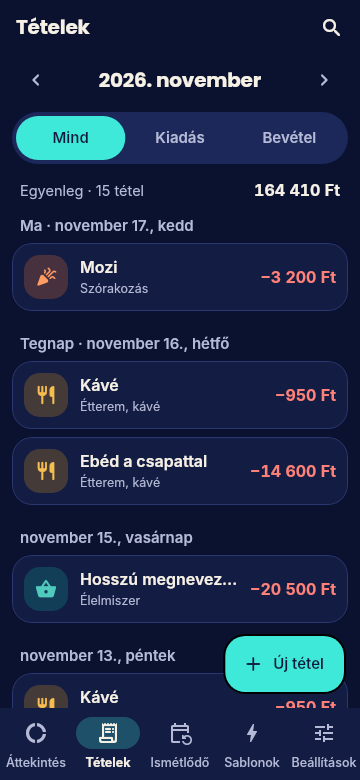 Tételek
2026. november
Mind
Kiadás
Bevétel
Egyenleg · 15 tétel
164 410 Ft
Ma · november 17., kedd
Mozi
Szórakozás
−3 200 Ft
Tegnap · november 16., hétfő
Kávé
Étterem, kávé
−950 Ft
Ebéd a csapattal
Étterem, kávé
−14 600 Ft
november 15., vasárnap
Hosszú megnevez...
Élelmiszer
−20 500 Ft
november 13., péntek
Új tétel
Kávé
−950 Ft
Áttekintés
Tételek
Ismétlődő
Sablonok
Beállítások